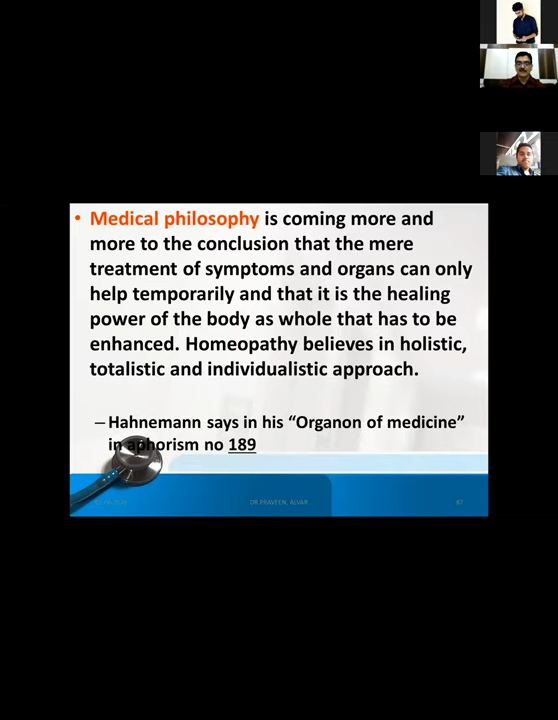 • Medical philosophy is coming more and
more to the conclusion that the mere
treatment of symptoms and organs can only
help temporarily and that it is the healing
power of the body as whole that has to be
enhanced. Homeopathy believes in holistic,
totalistic and individualistic approach.
– Hahnemann says in his “Organon of medicine”
in aphorism no 189
DR.PRAVEEN, ALVAR
87